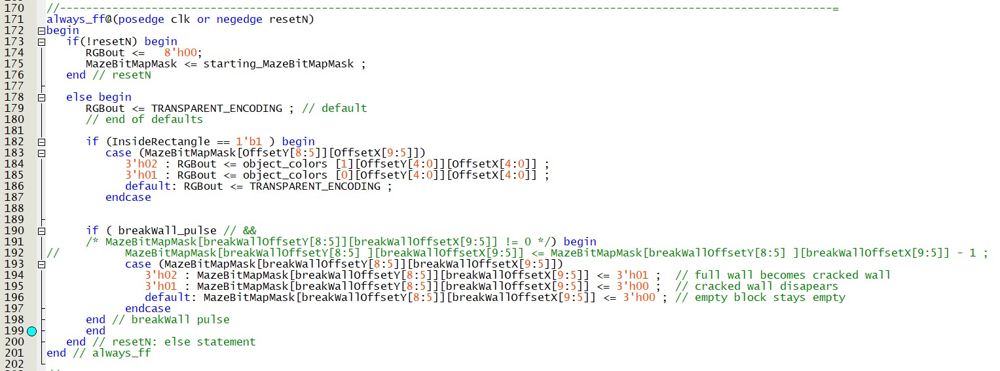 170 //----------------------------------------------------------------------------------------------------------------------=
171 always_ff@(posedge clk or negedge resetN)
172 begin
173    if(!resetN) begin
174       RGBout <=   8'h00;
175       MazeBitMapMask <= starting_MazeBitMapMask ;
176    end // resetN
177
178    else begin
179       RGBout <= TRANSPARENT_ENCODING ; // default
180       // end of defaults
181
182       if (InsideRectangle == 1'b1 ) begin
183          case (MazeBitMapMask[OffsetY[8:5]][OffsetX[9:5]])
184             3'h02 : RGBout <= object_colors [1][OffsetY[4:0]][OffsetX[4:0]] ;
185             3'h01 : RGBout <= object_colors [0][OffsetY[4:0]][OffsetX[4:0]] ;
186             default: RGBout <= TRANSPARENT_ENCODING ;
187          endcase
188
189
190       if ( breakWall_pulse // &&
191       /* MazeBitMapMask[breakWallOffsetY[8:5]][breakWallOffsetX[9:5]] != 0 */) begin
192 //          MazeBitMapMask[breakWallOffsetY[8:5] ][breakWallOffsetX[9:5]] <= MazeBitMapMask[breakWallOffsetY[8:5] ][breakWallOffsetX[9:5]] - 1 ;
193             case (MazeBitMapMask[breakWallOffsetY[8:5]][breakWallOffsetX[9:5]])
194                3'h02 : MazeBitMapMask[breakWallOffsetY[8:5]][breakWallOffsetX[9:5]] <= 3'h01 ;  // full wall becomes cracked wall
195                3'h01 : MazeBitMapMask[breakWallOffsetY[8:5]][breakWallOffsetX[9:5]] <= 3'h00 ;  // cracked wall disapears
196                default: MazeBitMapMask[breakWallOffsetY[8:5]][breakWallOffsetX[9:5]] <= 3'h00 ; // empty block stays empty
197             endcase
198       end // breakWall pulse
199       end
200    end // resetN: else statement
201 end // always_ff
202